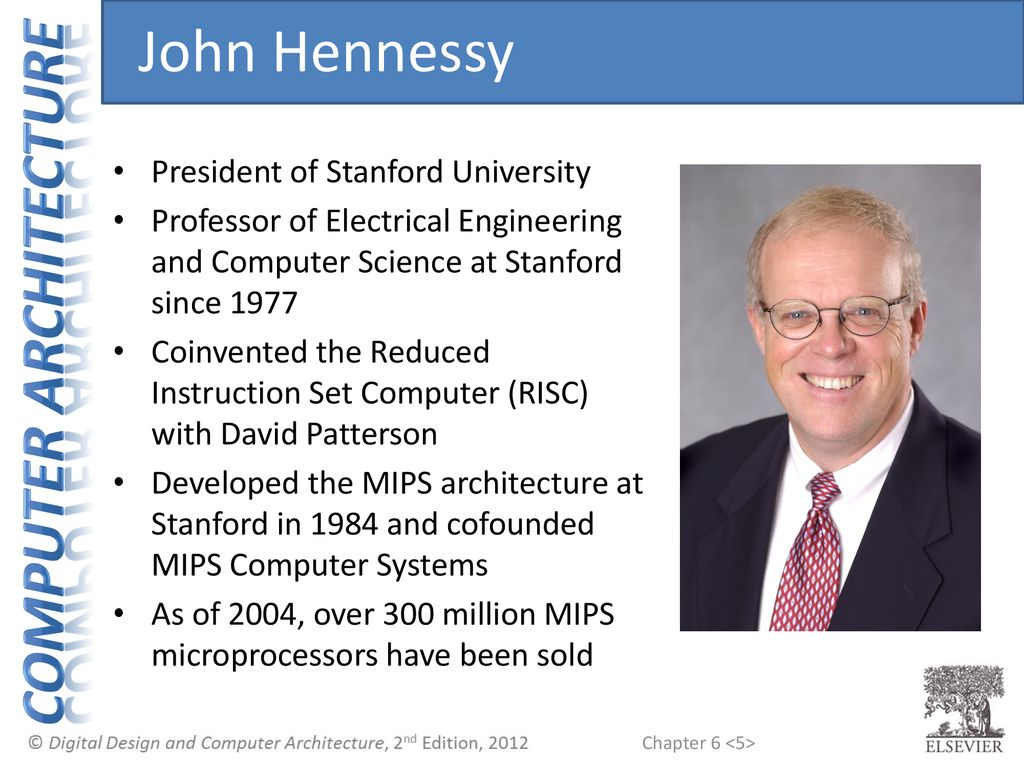 COMPUTER ARCHITECTURE
John Hennessy
• President of Stanford University
• Professor of Electrical Engineering
and Computer Science at Stanford
since 1977
• Coinvented the Reduced
Instruction Set Computer (RISC)
with David Patterson
• Developed the MIPS architecture at
Stanford in 1984 and cofounded
MIPS Computer Systems
• As of 2004, over 300 million MIPS
microprocessors have been sold
© Digital Design and Computer Architecture, 2nd Edition, 2012
Chapter 6 <5>
ELSEVIER